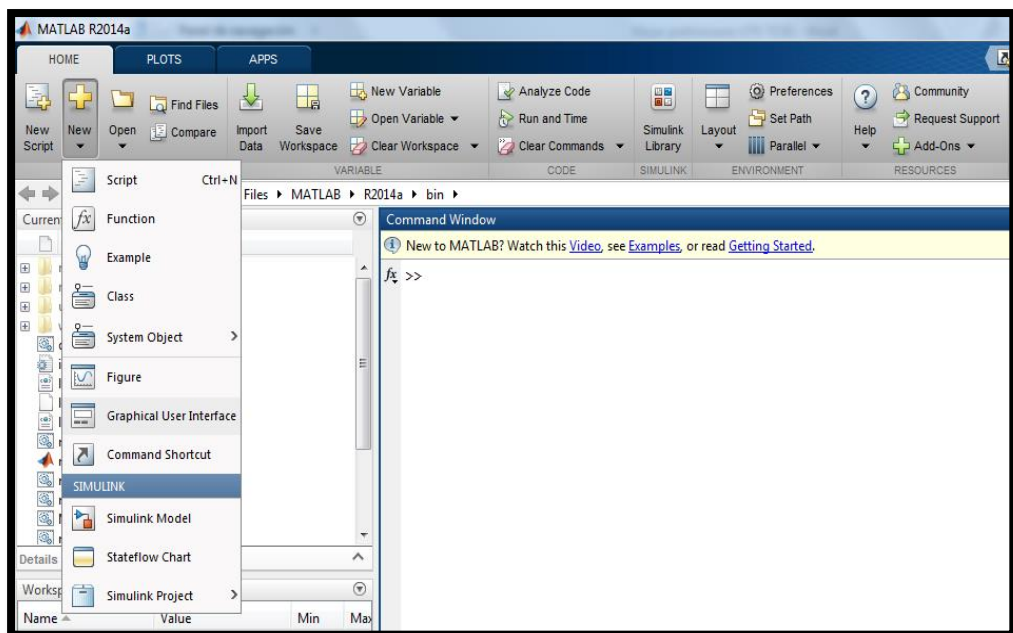 MATLAB R2014a
HOME PLOTS APPS
New Script
New
Open
Find Files
Compare
Import Data
Save Workspace
New Variable
Open Variable
Clear Workspace
Analyze Code
Run and Time
Clear Commands
Simulink Library
Layout
Preferences
Set Path
Parallel
Help
Community
Request Support
Add-Ons
VARIABLE CODE SIMULINK ENVIRONMENT RESOURCES
Files MATLAB R2014a bin
Script Ctrl+N
Function
Example
Class
System Object
Figure
Graphical User Interface
Command Shortcut
SIMULINK
Simulink Model
Stateflow Chart
Simulink Project
Details
Name Value Min
Command Window
New to MATLAB? Watch this Video, see Examples, or read Getting Started.
fx >>